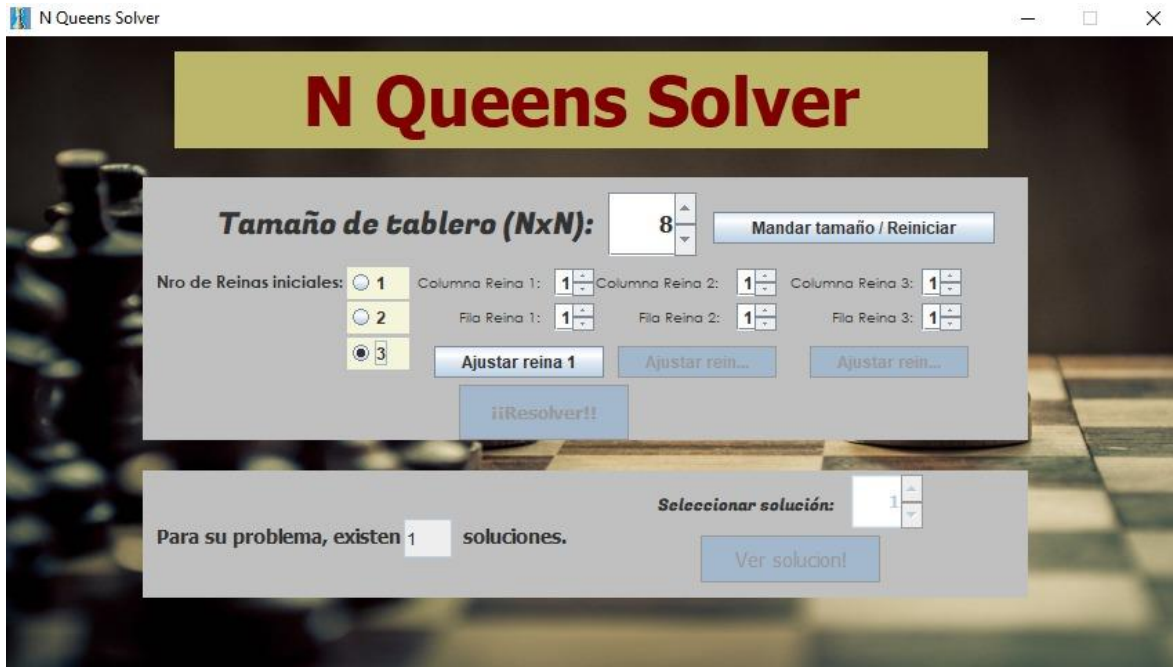 N Queens Solver
N Queens Solver
Tamaño de tablero (NxN): 8 Mandar tamaño / Reiniciar
Nro de Reinas iniciales: 1 Columna Reina 1: 1 Columna Reina 2: 1 Columna Reina 3: 1
2 Fila Reina 1: 1 Fila Reina 2: 1 Fila Reina 3: 1
3 Ajustar reina 1 Ajustar rein... Ajustar rein...
¡¡Resolver!!
Seleccionar solución: 1
Para su problema, existen 1 soluciones.
Ver solucion!